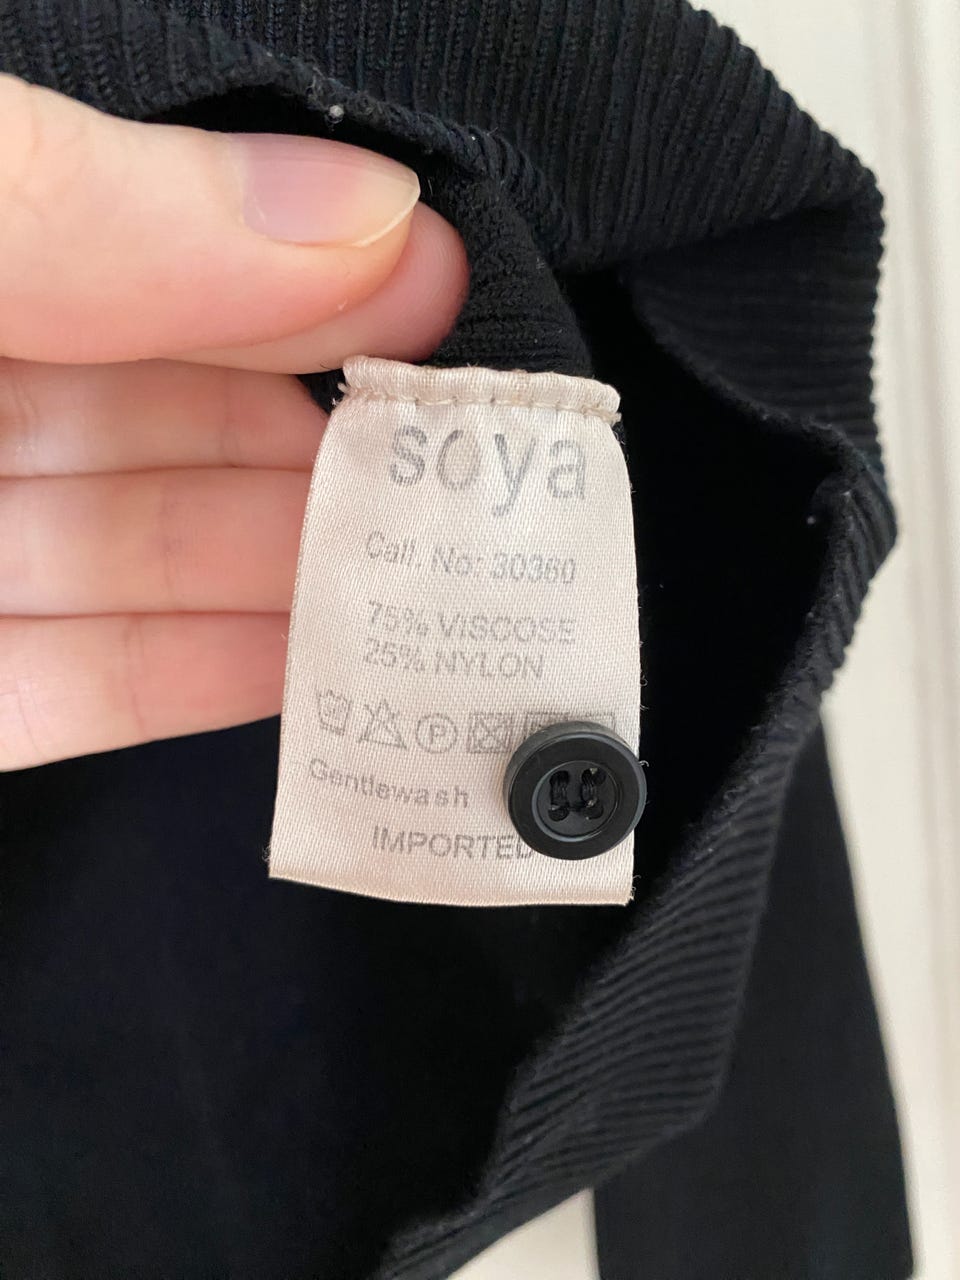 soya
Call. No: 30360
75% VISCOSE
25% NYLON
P
Gentlewash
IMPORTED